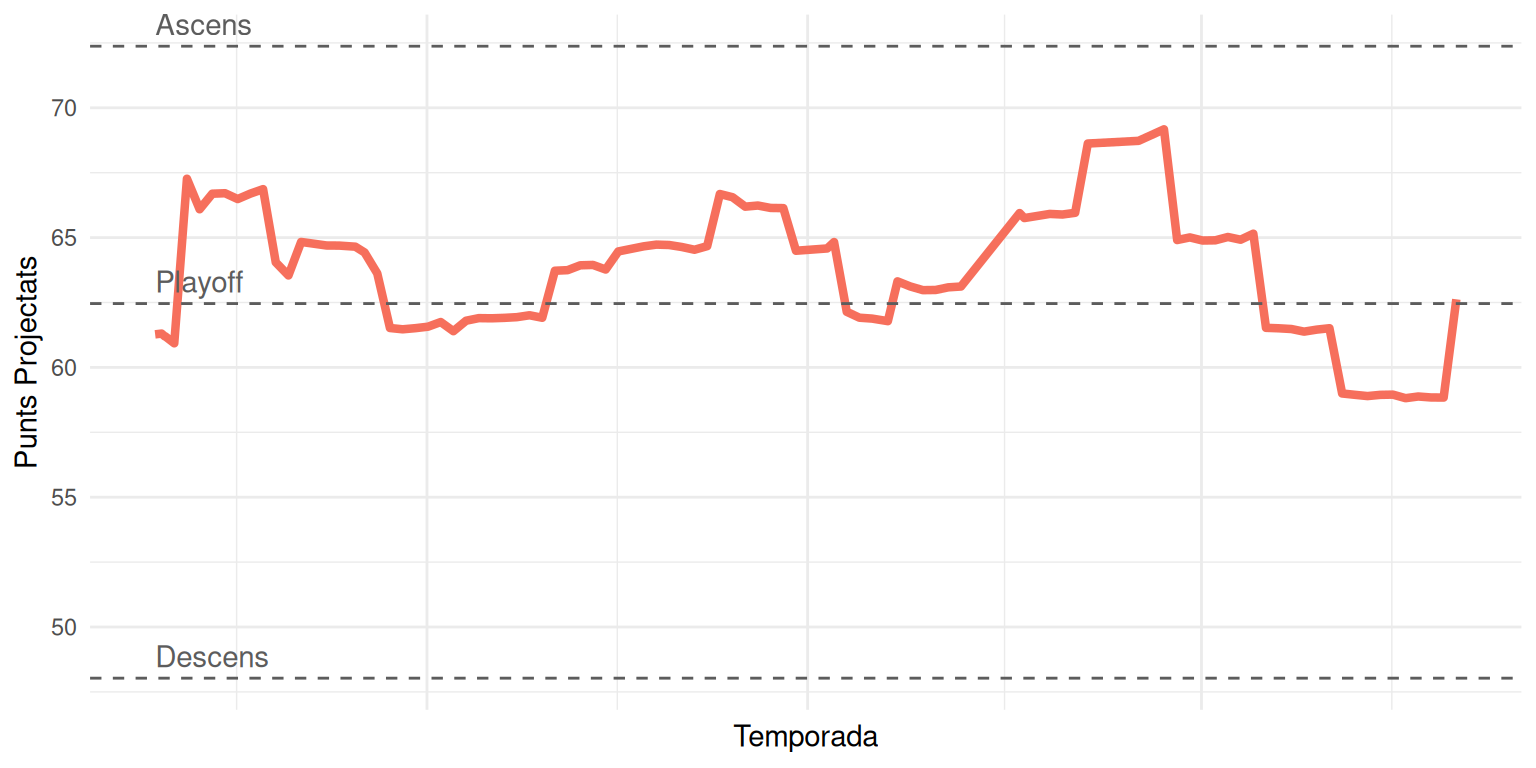 Ascens
70
65
Playoff
60
55
50
Descens
Punts Projectats
Temporada